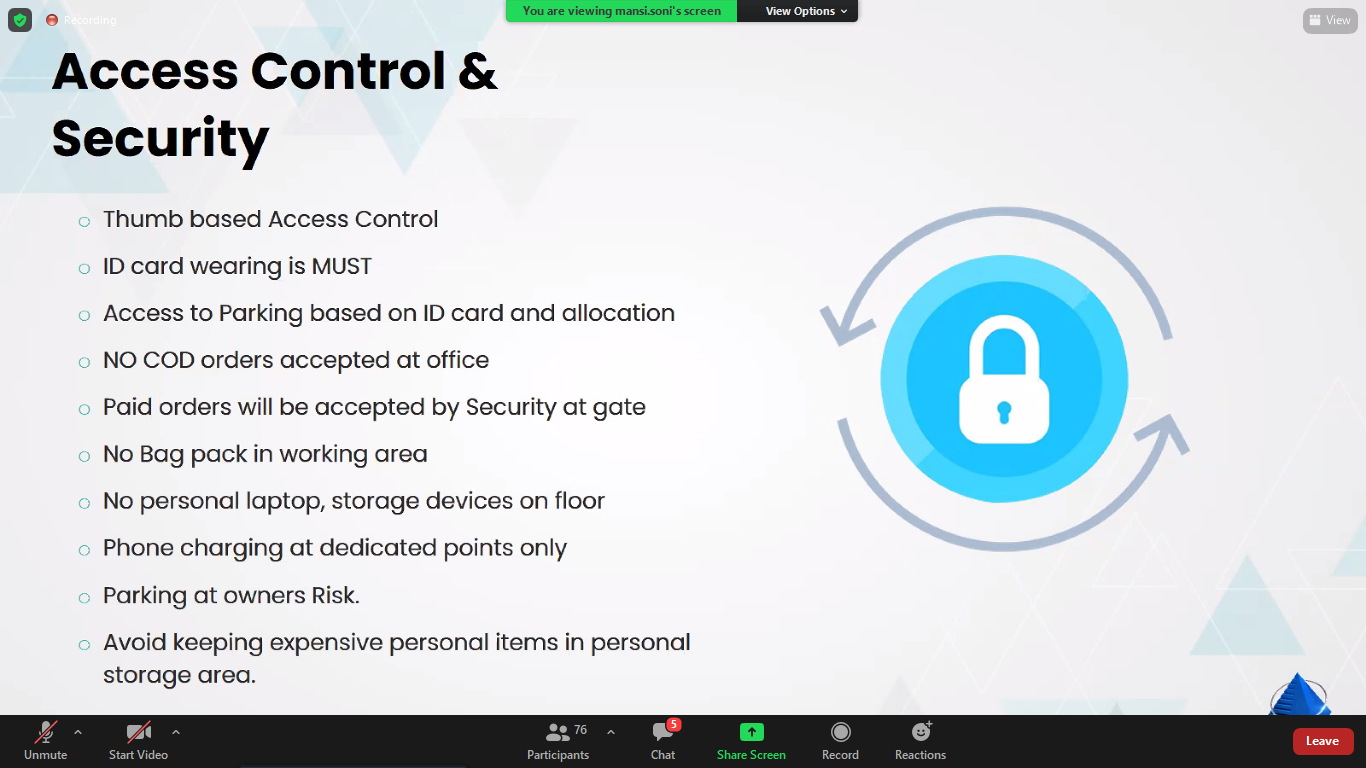 Recording
You are viewing mansi.soni's screen
View Options
View
Access Control &
Security
Thumb based Access Control
ID card wearing is MUST
Access to Parking based on ID card and allocation
NO COD orders accepted at office
Paid orders will be accepted by Security at gate
No Bag pack in working area
No personal laptop, storage devices on floor
Phone charging at dedicated points only
Parking at owners Risk.
Avoid keeping expensive personal items in personal
storage area.
76
5
Unmute
Start Video
Participants
Chat
Share Screen
Record
Reactions
Leave